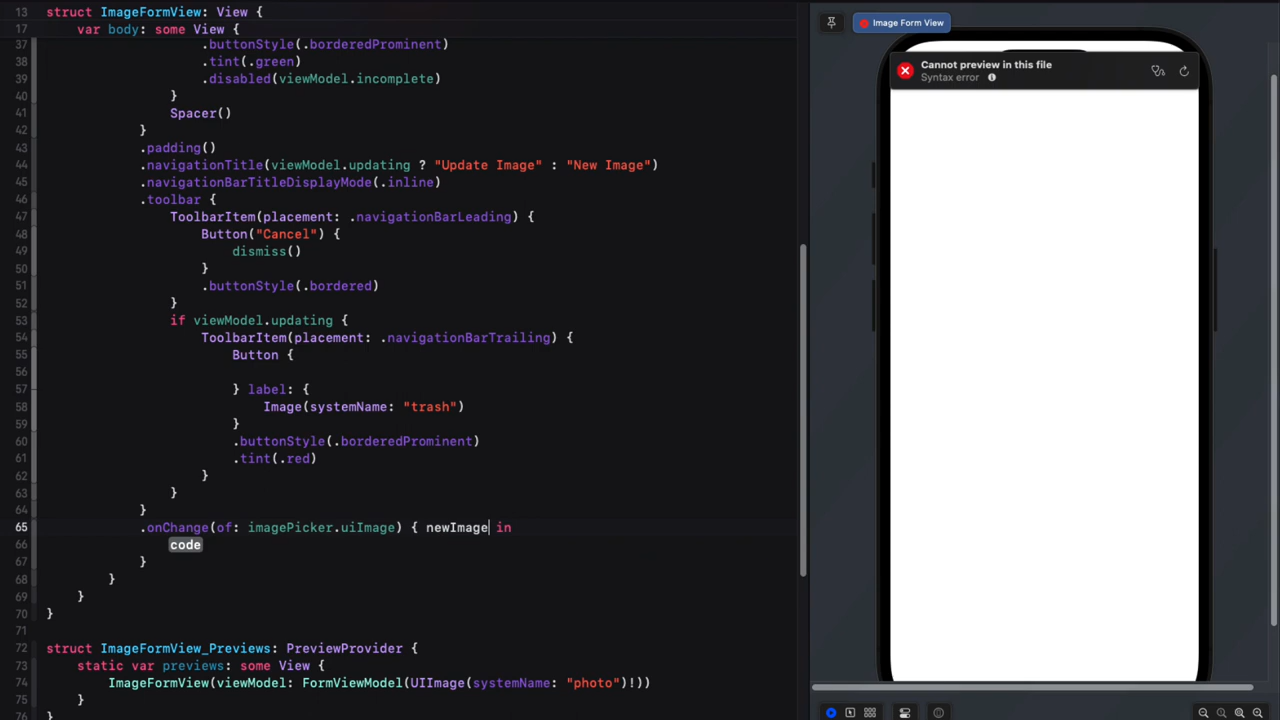 13 struct ImageFormView: View {
17 var body: some View {
37 .buttonStyle(.borderedProminent)
38 .tint(.green)
39 .disabled(viewModel.incomplete)
40 }
41 Spacer()
42 }
43 .padding()
44 .navigationTitle(viewModel.updating ? "Update Image" : "New Image")
45 .navigationBarTitleDisplayMode(.inline)
46 .toolbar {
47 ToolbarItem(placement: .navigationBarLeading) {
48 Button("Cancel") {
49 dismiss()
50 }
51 .buttonStyle(.bordered)
52 }
53 if viewModel.updating {
54 ToolbarItem(placement: .navigationBarTrailing) {
55 Button {
56
57 } label: {
58 Image(systemName: "trash")
59 }
60 .buttonStyle(.borderedProminent)
61 .tint(.red)
62 }
63 }
64 }
65 .onChange(of: imagePicker.uiImage) { newImage in
66 code
67 }
68 }
69 }
70 }
71
72 struct ImageFormView_Previews: PreviewProvider {
73 static var previews: some View {
74 ImageFormView(viewModel: FormViewModel(UIImage(systemName: "photo")!))
75 }
76 }
Image Form View
Cannot preview in this file
Syntax error